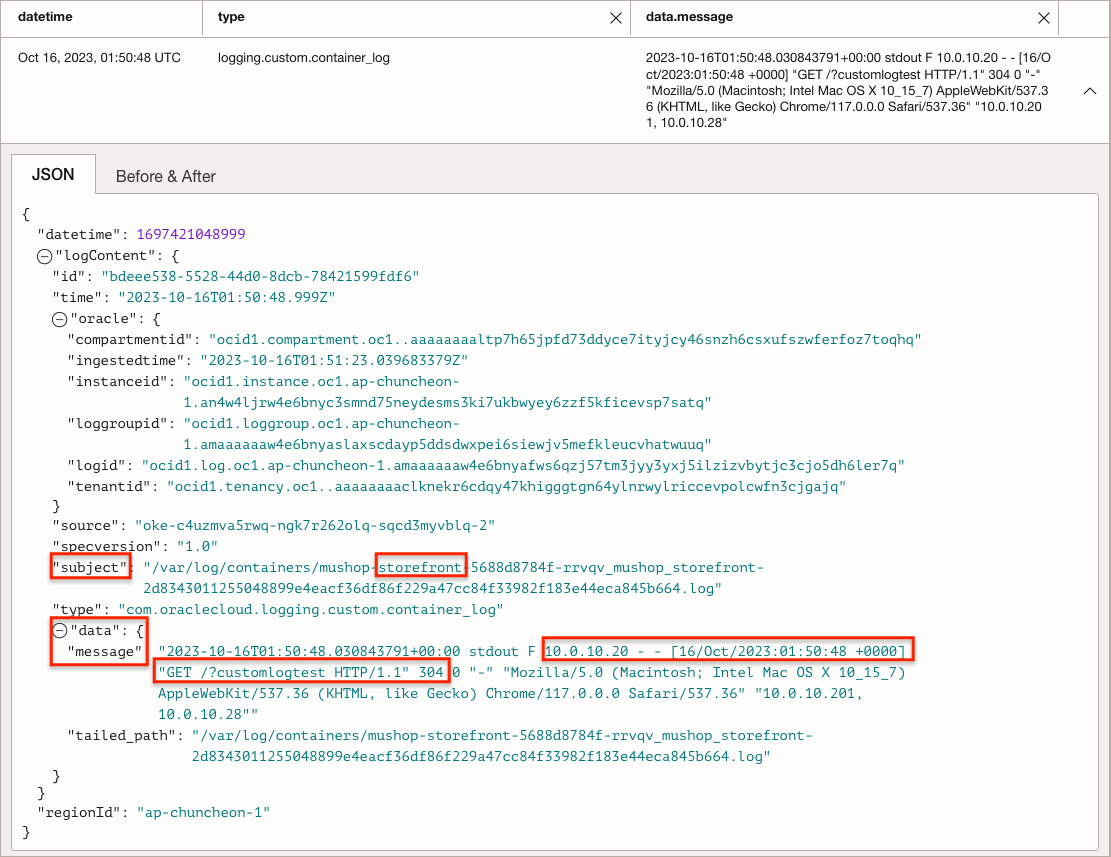 datetime type data.message
Oct 16, 2023, 01:50:48 UTC logging.custom.container_log 2023-10-16T01:50:48.030843791+00:00 stdout F 10.0.10.20 - - [16/O
ct/2023:01:50:48 +0000] "GET /?customlogtest HTTP/1.1" 304 0 "-"
"Mozilla/5.0 (Macintosh; Intel Mac OS X 10_15_7) AppleWebKit/537.3
6 (KHTML, like Gecko) Chrome/117.0.0.0 Safari/537.36" "10.0.10.20
1, 10.0.10.28"
JSON Before & After
{
"datetime": 1697421048999
"logContent": {
"id": "bdeee538-5528-44d0-8dcb-78421599fdf6"
"time": "2023-10-16T01:50:48.999Z"
"oracle": {
"compartmentid": "ocid1.compartment.oc1..aaaaaaaaltp7h65jpfd73ddyce7ityjcy46snzh6csxufszwferfoz7toqhq"
"ingestedtime": "2023-10-16T01:51:23.039683379Z"
"instanceid": "ocid1.instance.oc1.ap-chuncheon-
1.an4w4ljrw4e6bnyc3smnd75neydesms3ki7ukbwyey6zzf5kficevsp7satq"
"loggroupid": "ocid1.loggroup.oc1.ap-chuncheon-
1.amaaaaaaw4e6bnyaslaxscdayp5ddsdwxpei6siewjv5mefkleucvhatwuuq"
"logid": "ocid1.log.oc1.ap-chuncheon-1.amaaaaaaw4e6bnyafws6qzj57tm3jyy3yxj5ilzizvbytjc3cjo5dh6ler7q"
"tenantid": "ocid1.tenancy.oc1..aaaaaaaaclknekr6cdqy47khigggtgn64ylnrwylriccevpolcwfn3cjgajq"
}
"source": "oke-c4uzmva5rwq-ngk7r262olq-sqcd3myvblq-2"
"specversion": "1.0"
"subject": "/var/log/containers/mushop-storefront-5688d8784f-rrvqv_mushop_storefront-
2d8343011255048899e4eacf36df86f229a47cc84f33982f183e44eca845b664.log"
"type": "com.oraclecloud.logging.custom.container_log"
"data": {
"message" "2023-10-16T01:50:48.030843791+00:00 stdout F 10.0.10.20 - - [16/Oct/2023:01:50:48 +0000]
"GET /?customlogtest HTTP/1.1" 304 0 "-" "Mozilla/5.0 (Macintosh; Intel Mac OS X 10_15_7)
AppleWebKit/537.36 (KHTML, like Gecko) Chrome/117.0.0.0 Safari/537.36" "10.0.10.201,
10.0.10.28""
"tailed_path": "/var/log/containers/mushop-storefront-5688d8784f-rrvqv_mushop_storefront-
2d8343011255048899e4eacf36df86f229a47cc84f33982f183e44eca845b664.log"
}
}
"regionId": "ap-chuncheon-1"
}